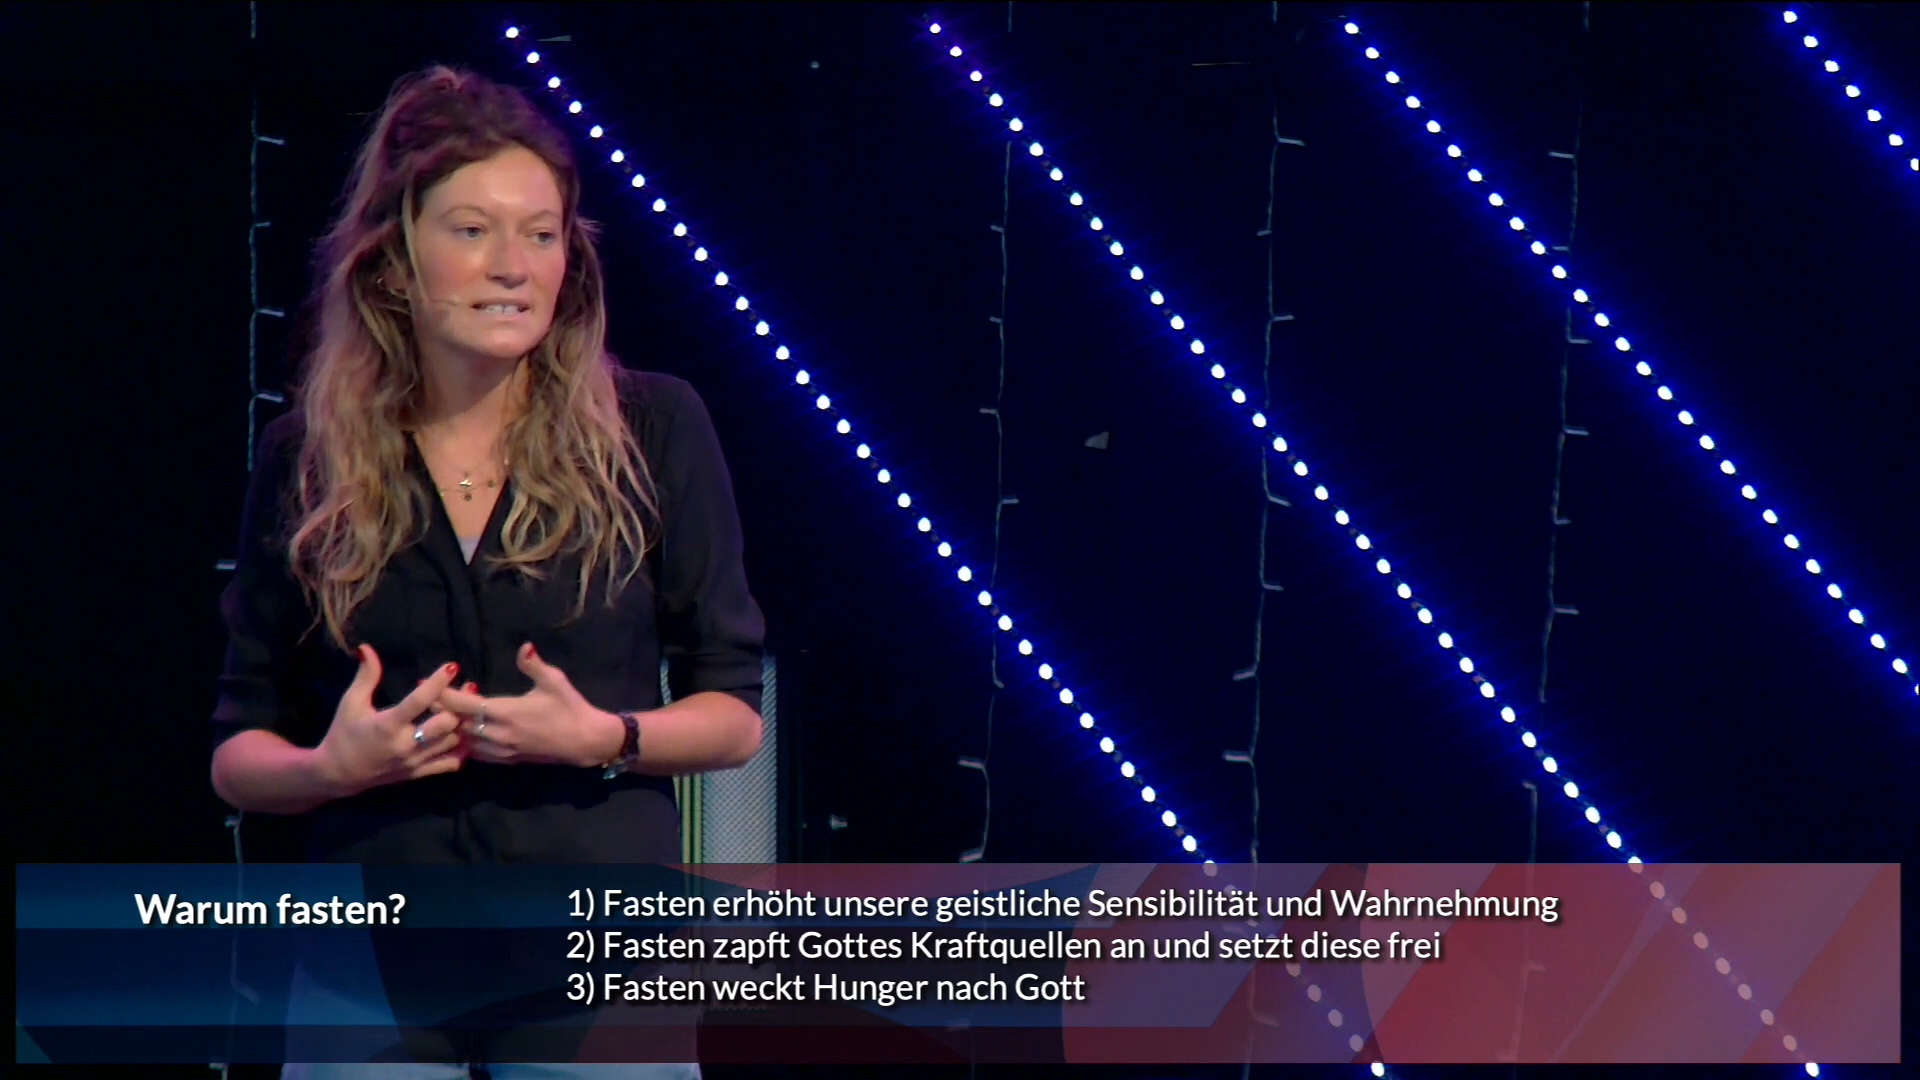 Warum fasten?
1) Fasten erhöht unsere geistliche Sensibilität und Wahrnehmung
2) Fasten zapft Gottes Kraftquellen an und setzt diese frei
3) Fasten weckt Hunger nach Gott